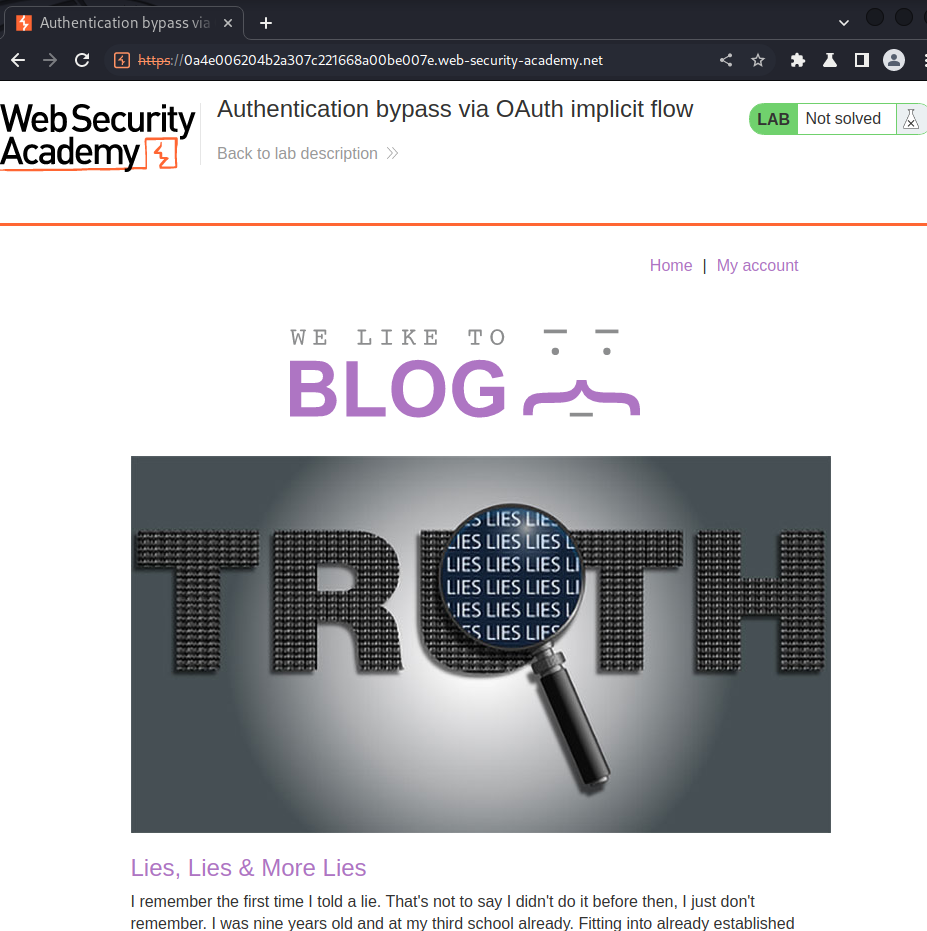 Authentication bypass via
https://0a4e006204b2a307c221668a00be007e.web-security-academy.net
Web Security
Academy
Authentication bypass via OAuth implicit flow
Back to lab description
LAB Not solved
Home | My account
WE LIKE TO
BLOG
TRUTH
LIES LIES LIES
LIES LIES LIES
LIES LIES LIES L
LIES LIES LIES LI
LIES LIES LIES L
LIES LIES LIES
Lies, Lies & More Lies
I remember the first time I told a lie. That's not to say I didn't do it before then, I just don't
remember. I was nine years old and at my third school already. Fitting into already established